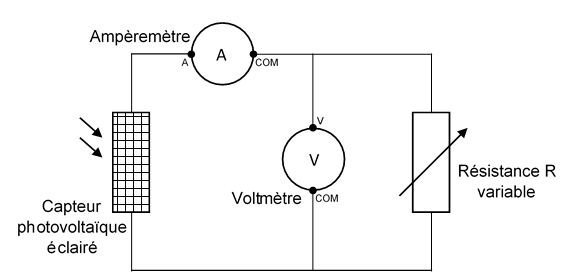 Ampèremètre
A
A
COM
V
V
Voltmètre
COM
Capteur
photovoltaïque
éclairé
Résistance R
variable